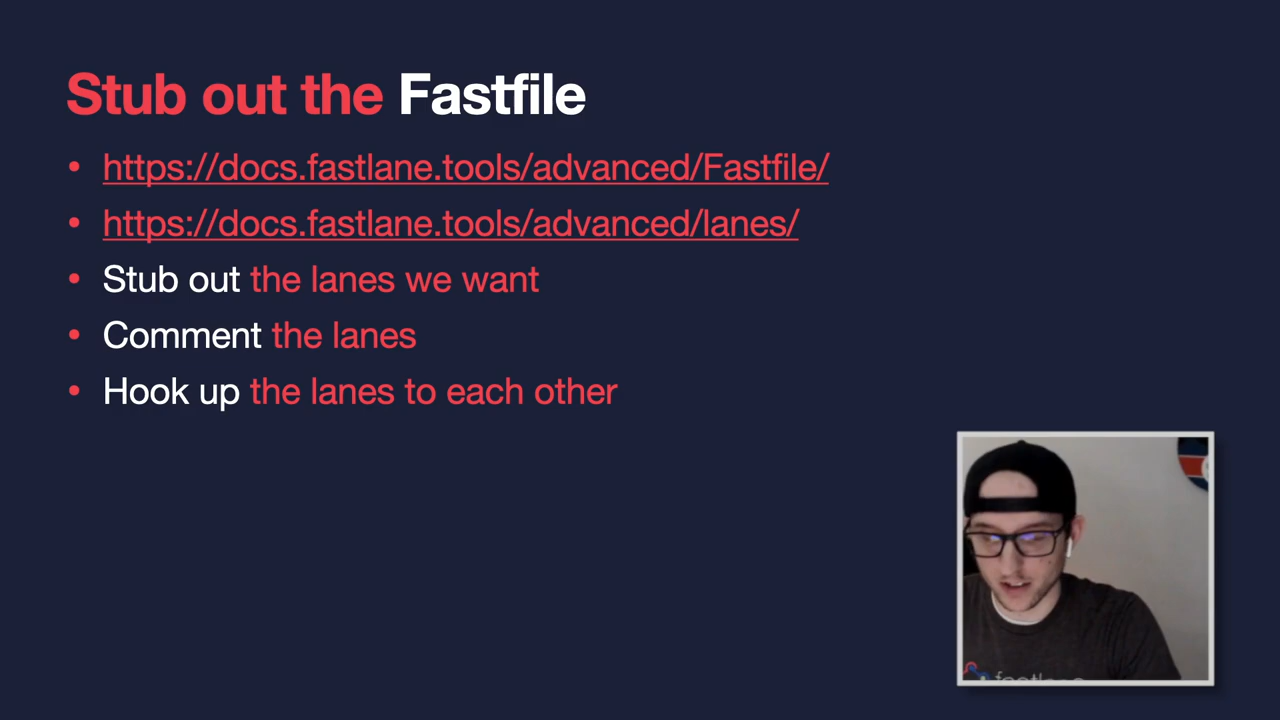 Stub out the Fastfile
• https://docs.fastlane.tools/advanced/Fastfile/
• https://docs.fastlane.tools/advanced/lanes/
• Stub out the lanes we want
• Comment the lanes
• Hook up the lanes to each other
fastlane